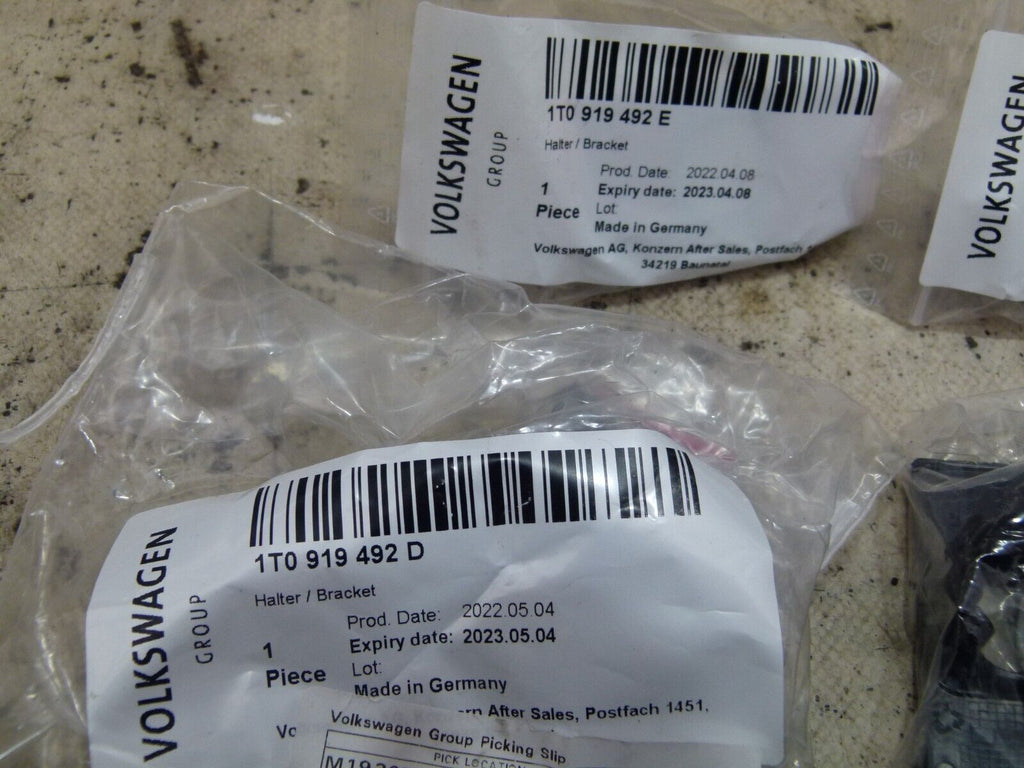 VOLKSWAGEN
GROUP
1T0 919 492 E
Halter / Bracket
Prod. Date: 2022.04.08
1 Expiry date: 2023.04.08
Piece Lot:
Made in Germany
Volkswagen AG, Konzern After Sales, Postfach
34219 Baunatal
VOLKSWAGEN
VOLKSWAGEN
GROUP
1T0 919 492 D
Halter / Bracket
Prod. Date: 2022.05.04
Expiry date: 2023.05.04
1
Piece Lot:
Made in Germany
After Sales, Postfach 1451,
Volkswagen Group Picking Slip
PICK LOCATION